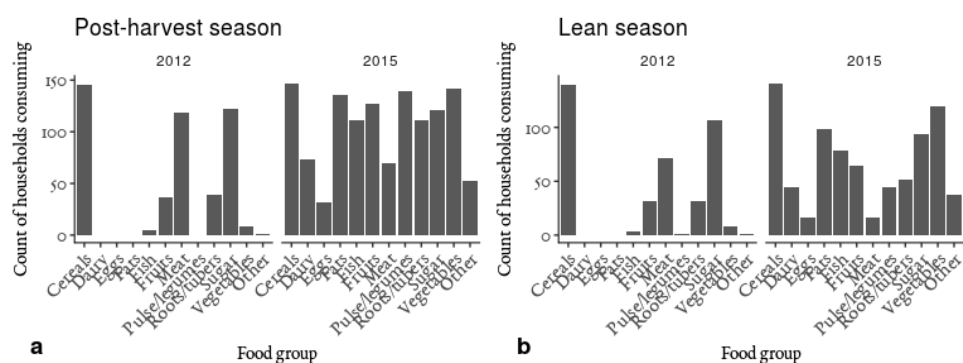 Post-harvest season
2012
2015
Count of households consuming
150
100
50
0
Cereals
Dairy
Eggs
Fats
Fish
Fruits
Meat
Pulse/legumes
Roots/tubers
Sugar
Vegetables
Other
Cereals
Dairy
Eggs
Fats
Fish
Fruits
Meat
Pulse/legumes
Roots/tubers
Sugar
Vegetables
Other
Food group
a
Lean season
2012
2015
Count of households consuming
100
50
0
Cereals
Dairy
Eggs
Fats
Fish
Fruits
Meat
Pulse/legumes
Roots/tubers
Sugar
Vegetables
Other
Cereals
Dairy
Eggs
Fats
Fish
Fruits
Meat
Pulse/legumes
Roots/tubers
Sugar
Vegetables
Other
Food group
b